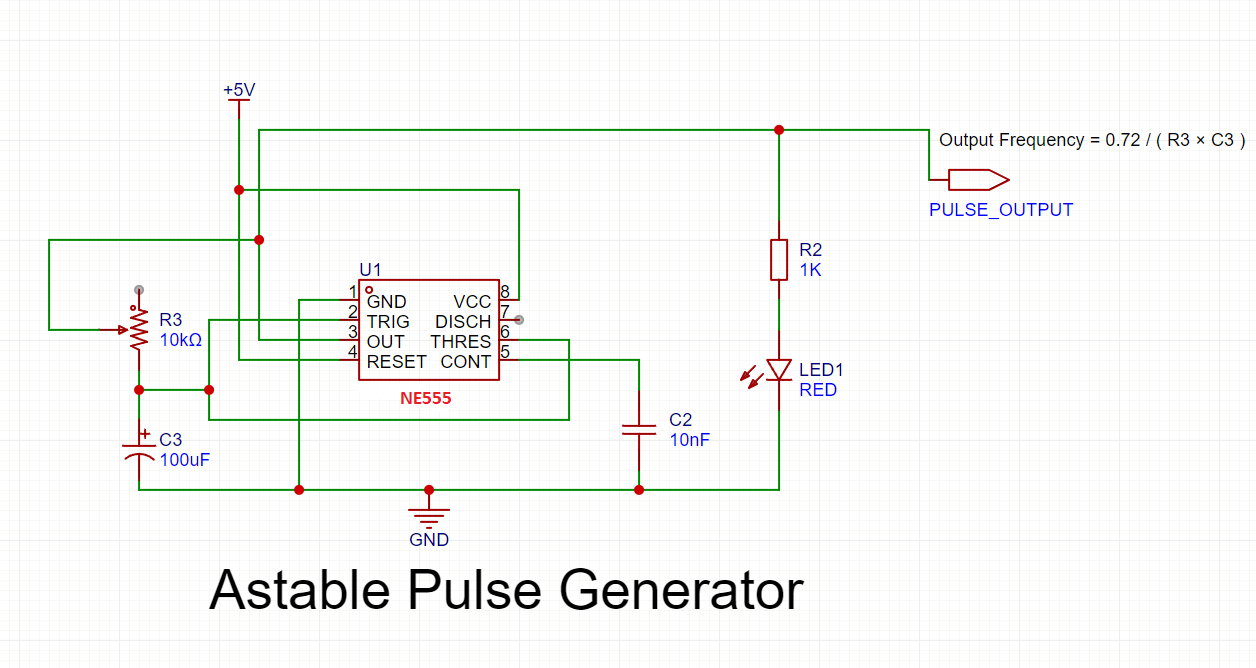 +5V
Output Frequency = 0.72 / ( R3 × C3 )
PULSE_OUTPUT
R2
1K
U1
1
GND
2
TRIG
3
OUT
4
RESET
VCC
8
DISCH
7
THRES
6
CONT
5
NE555
R3
10kΩ
LED1
RED
C2
10nF
+
C3
100uF
GND
Astable Pulse Generator